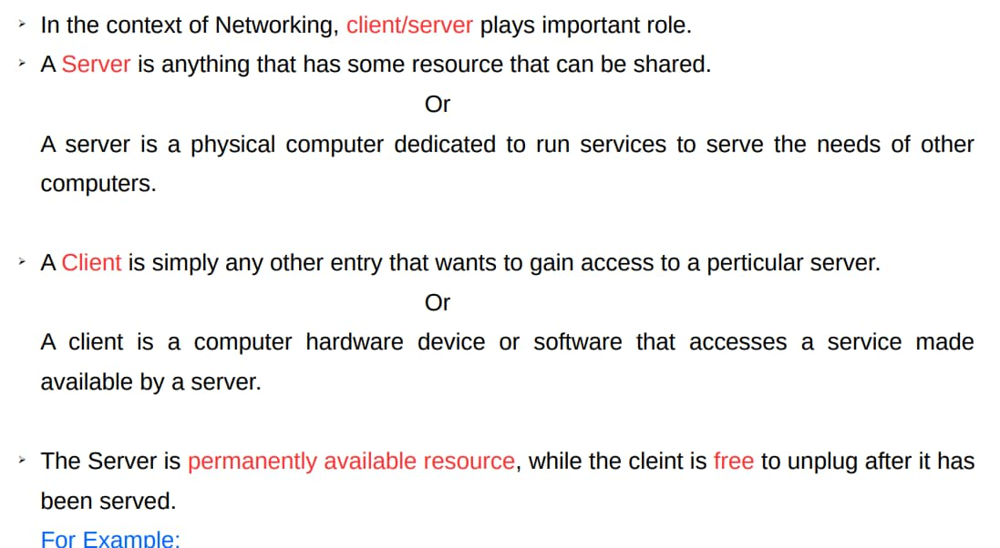 ➢ In the context of Networking, client/server plays important role.
➢ A Server is anything that has some resource that can be shared.
Or
A server is a physical computer dedicated to run services to serve the needs of other
computers.
➢ A Client is simply any other entry that wants to gain access to a perticular server.
Or
A client is a computer hardware device or software that accesses a service made
available by a server.
➢ The Server is permanently available resource, while the cleint is free to unplug after it has
been served.
For Example: